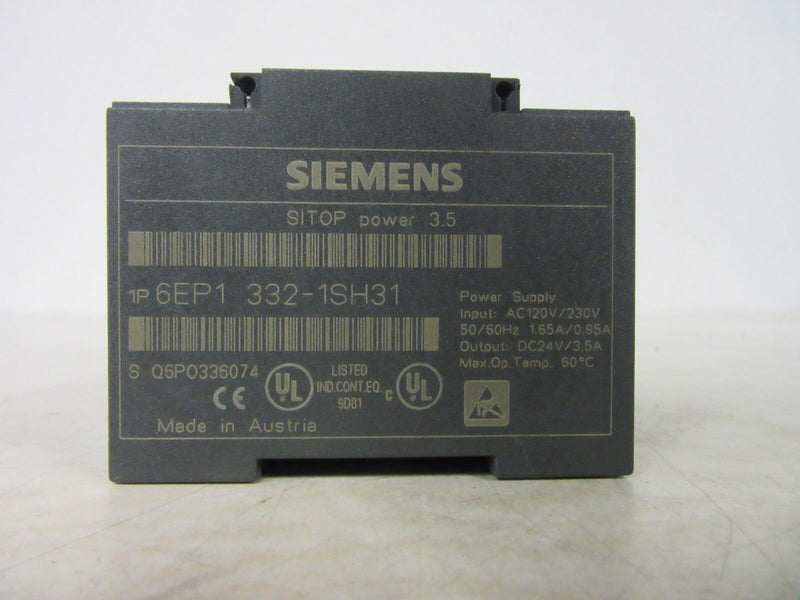 SIEMENS
SITOP power 3.5
1P 6EP1 332-1SH31
Power Supply
Input: AC120V/230V
50/60Hz 1.65A/0.95A
Output: DC24V/3.5A
Max.Op.Temp. 60°C
S Q6P0336074
UL
LISTED
IND.CONT.EQ.
9D81
c UL
CE
Made in Austria